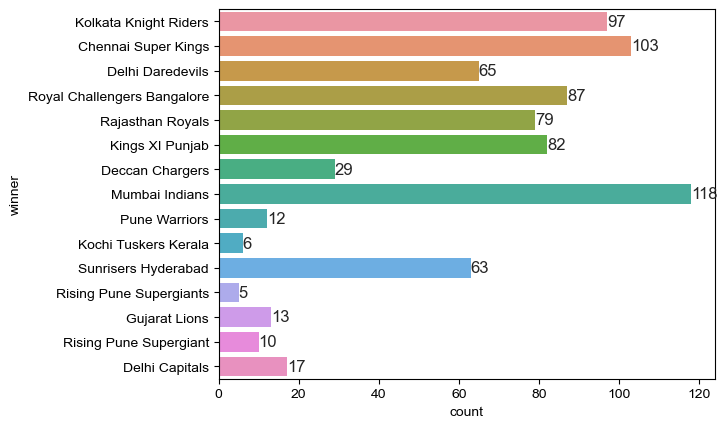 Kolkata Knight Riders 97
Chennai Super Kings 103
Delhi Daredevils 65
Royal Challengers Bangalore 87
Rajasthan Royals 79
Kings XI Punjab 82
Deccan Chargers 29
Mumbai Indians 118
Pune Warriors 12
Kochi Tuskers Kerala 6
Sunrisers Hyderabad 63
Rising Pune Supergiants 5
Gujarat Lions 13
Rising Pune Supergiant 10
Delhi Capitals 17
winner
0 20 40 60 80 100 120
count